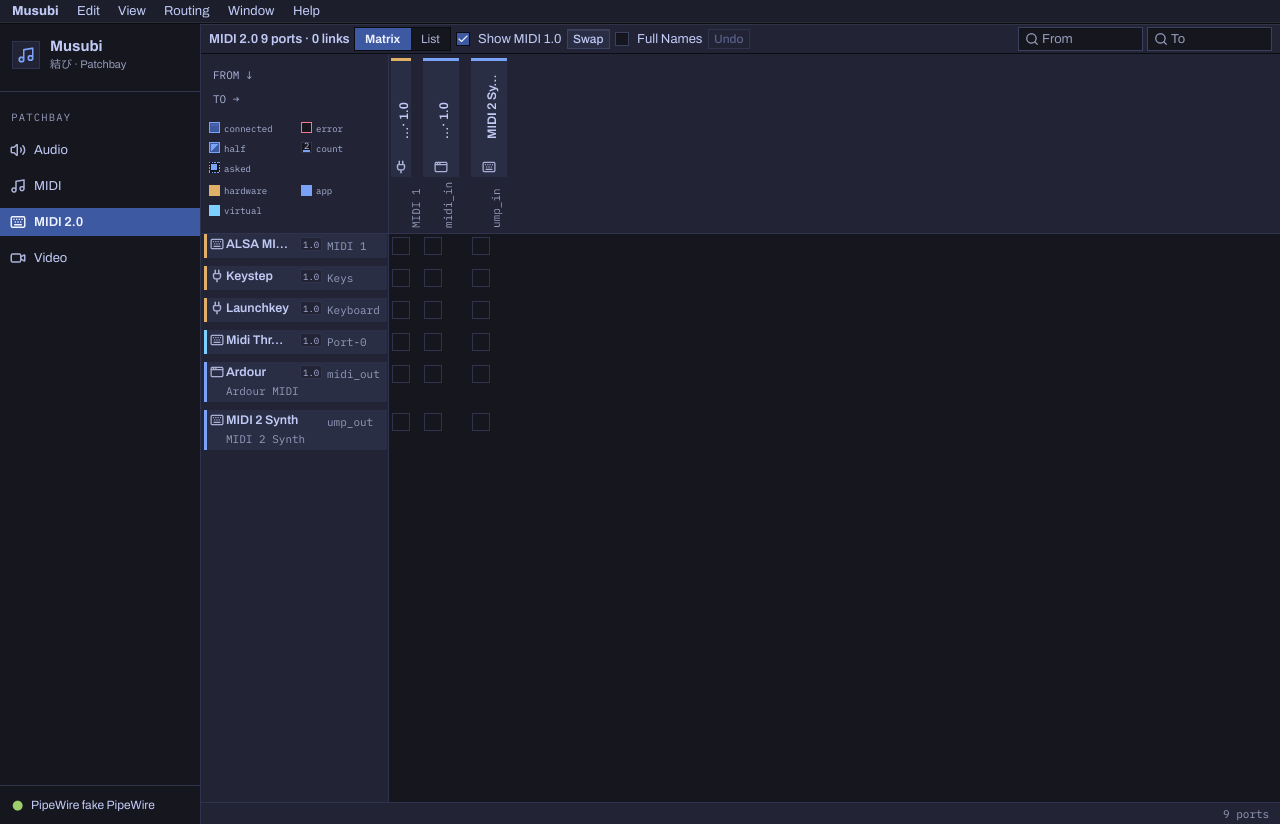 Musubi Edit View Routing Window Help
Musubi
結び · Patchbay
PATCHBAY
Audio
MIDI
MIDI 2.0
Video
PipeWire fake PipeWire
MIDI 2.0 9 ports · 0 links Matrix List Show MIDI 1.0 Swap Full Names Undo From To
FROM ↓
TO →
connected error
half 2 count
asked
hardware app
virtual
…· 1.0 …· 1.0 MIDI 2 Sy…
MIDI 1 midi_in ump_in
ALSA MI… 1.0 MIDI 1
Keystep 1.0 Keys
Launchkey 1.0 Keyboard
Midi Thr… 1.0 Port-0
Ardour 1.0 midi_out
Ardour MIDI
MIDI 2 Synth ump_out
MIDI 2 Synth
9 ports